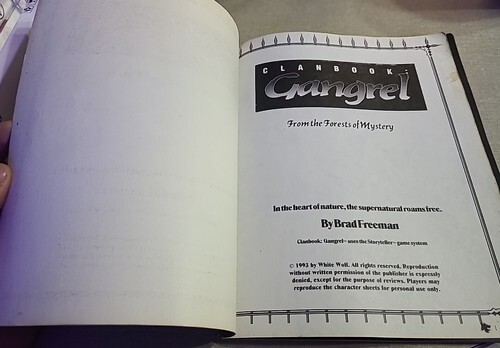 CLANBOOK:
Gangrel
From the Forests of Mystery
In the heart of nature, the supernatural roams free.
By Brad Freeman
Clanbook: Gangrel™ uses the Storyteller™ game system
© 1993 by White Wolf. All rights reserved. Reproduction
without written permission of the publisher is expressly
denied, except for the purpose of reviews. Players may
reproduce the character sheets for personal use only.